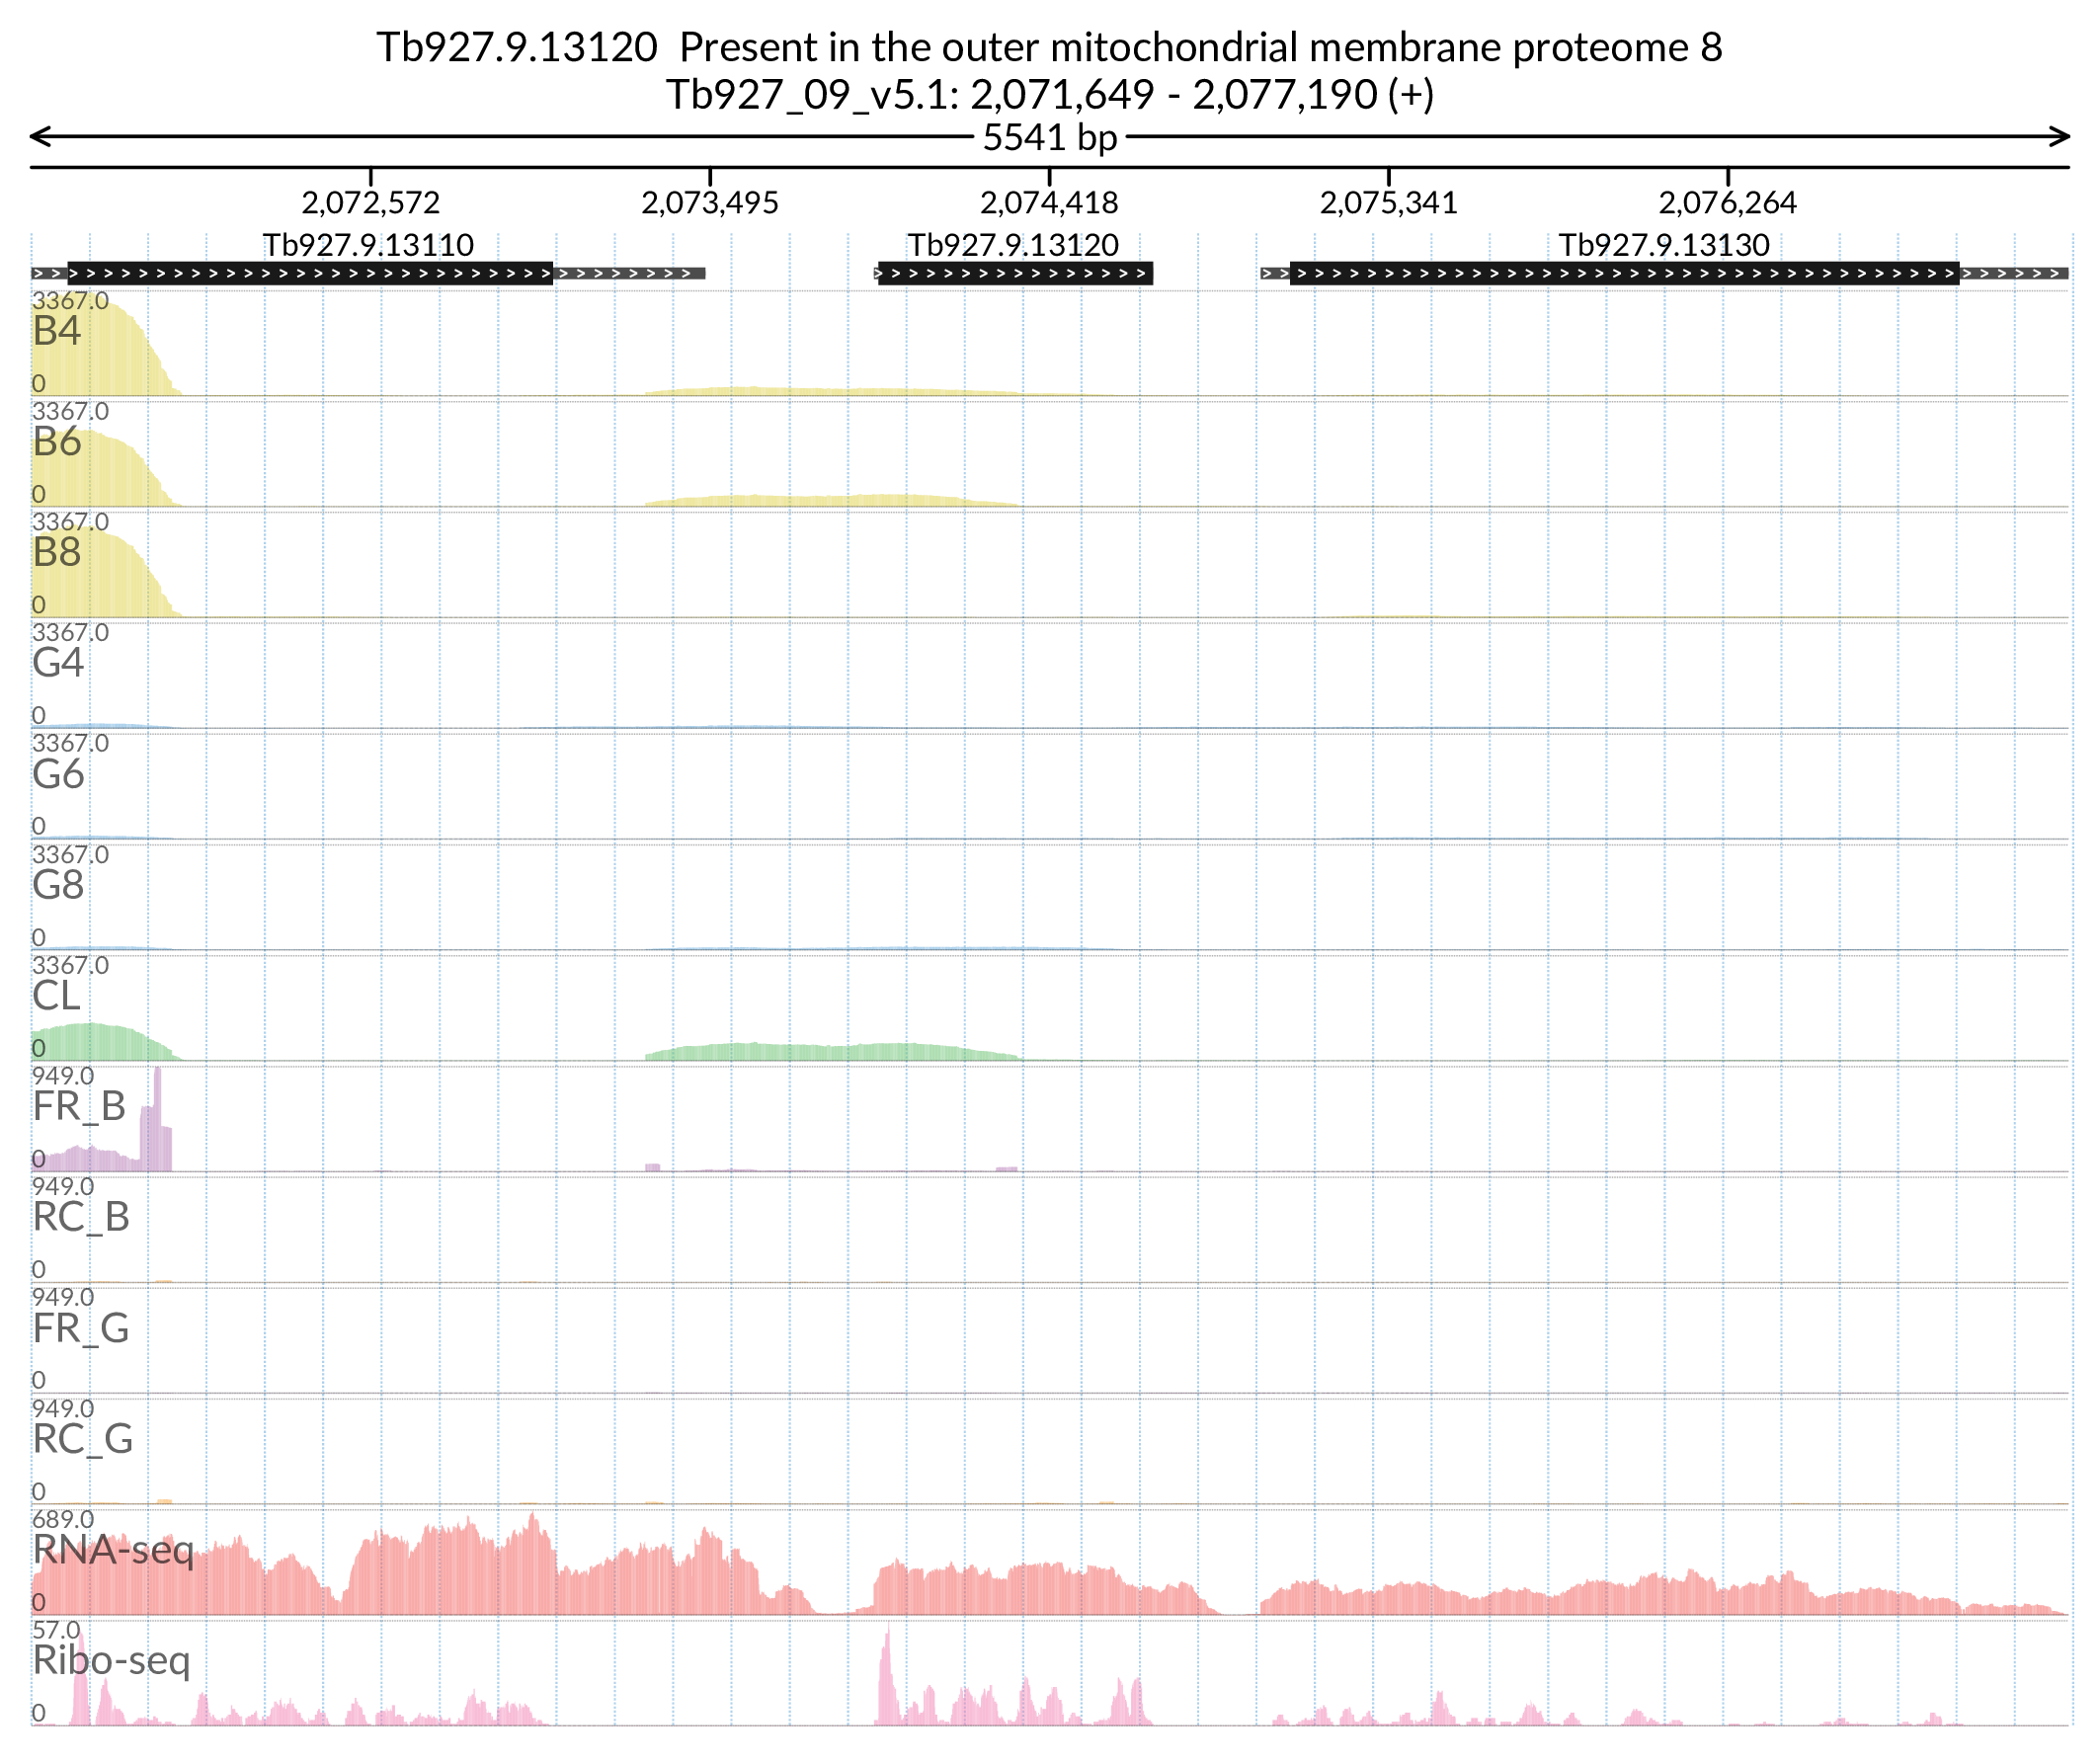 Tb927.9.13120  Present in the outer mitochondrial membrane proteome 8
Tb927_09_v5.1: 2,071,649 - 2,077,190 (+)
5541 bp
2,072,572 2,073,495 2,074,418 2,075,341 2,076,264
Tb927.9.13110 Tb927.9.13120 Tb927.9.13130
3367.0
B4
0
3367.0
B6
0
3367.0
B8
0
3367.0
G4
0
3367.0
G6
0
3367.0
G8
0
3367.0
CL
0
949.0
FR_B
0
949.0
RC_B
0
949.0
FR_G
0
949.0
RC_G
0
689.0
RNA-seq
0
57.0
Ribo-seq
0